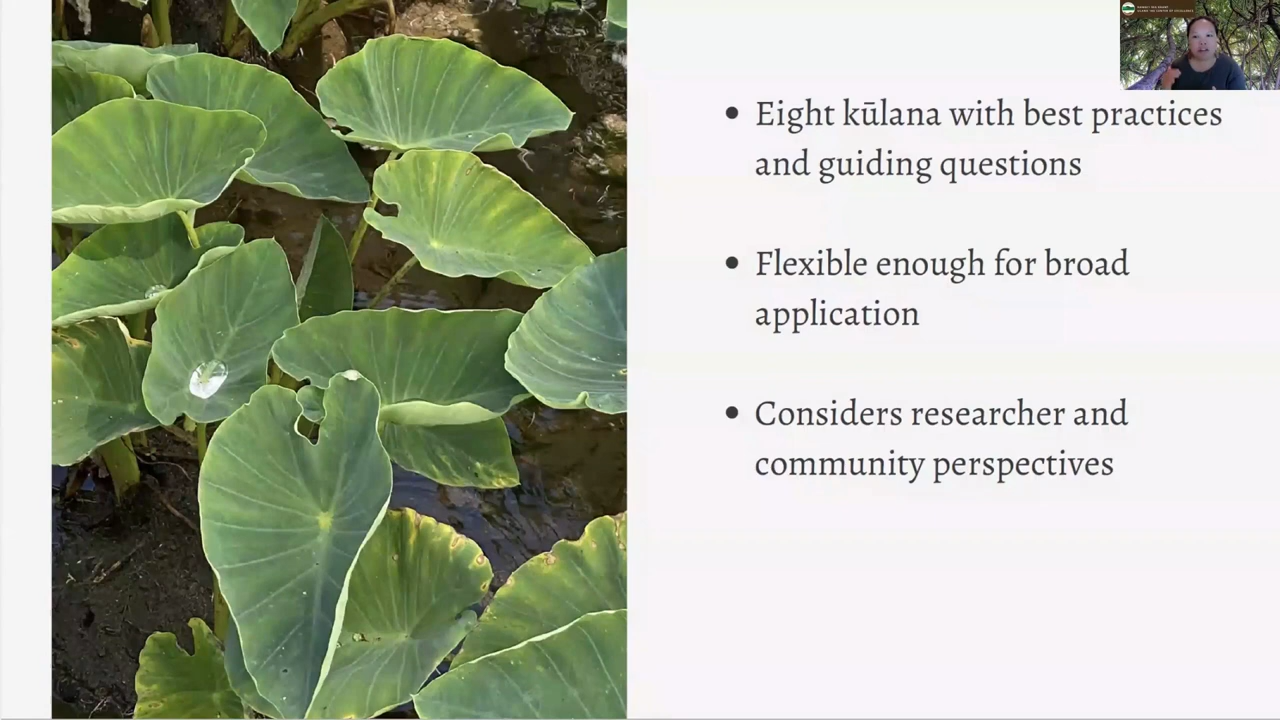 • Eight kūlana with best practices
and guiding questions
• Flexible enough for broad
application
• Considers researcher and
community perspectives